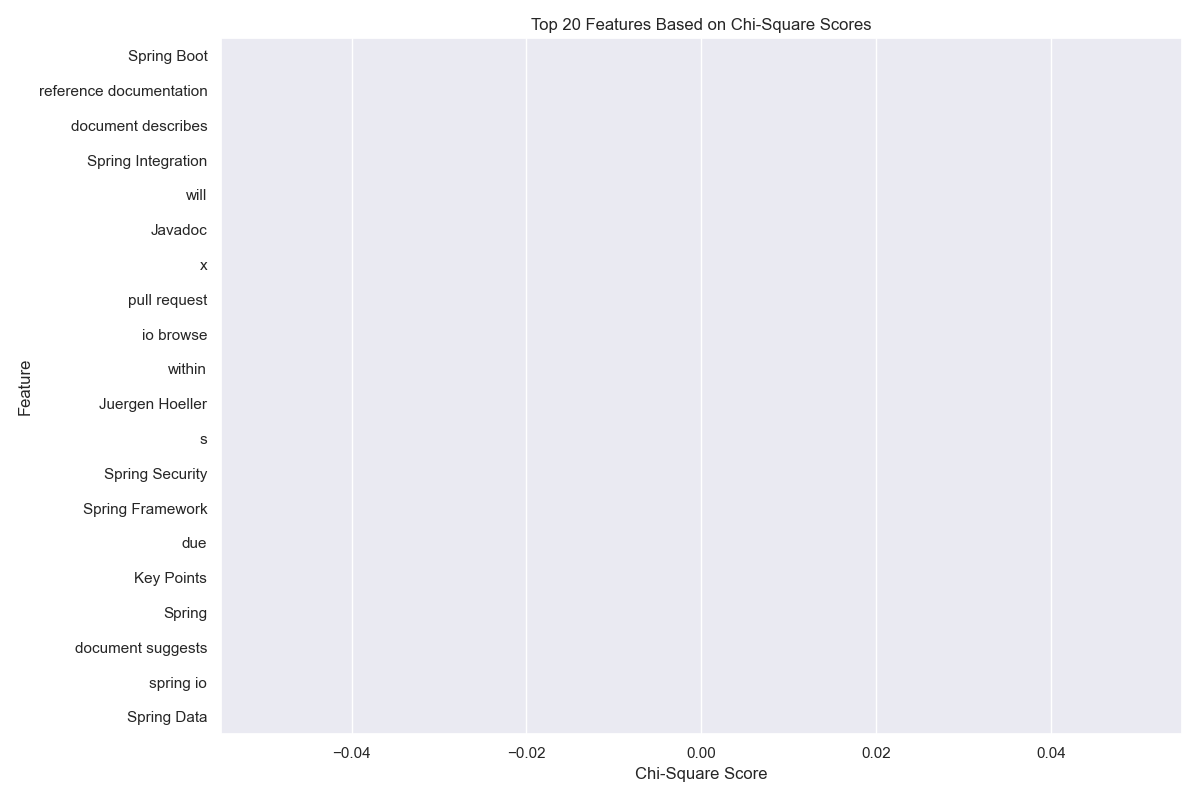 Top 20 Features Based on Chi-Square Scores
Spring Boot
reference documentation
document describes
Spring Integration
will
Javadoc
x
pull request
io browse
within
Juergen Hoeller
s
Spring Security
Spring Framework
due
Key Points
Spring
document suggests
spring io
Spring Data
Feature
−0.04 −0.02 0.00 0.02 0.04
Chi-Square Score